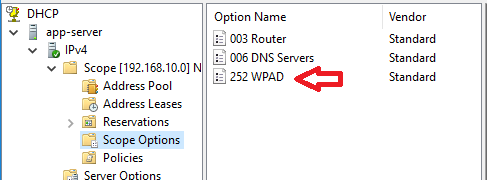 DHCP
app-server
IPv4
Scope [192.168.10.0] N
Address Pool
Address Leases
Reservations
Scope Options
Policies
Server Options
Option Name Vendor
003 Router Standard
006 DNS Servers Standard
252 WPAD Standard